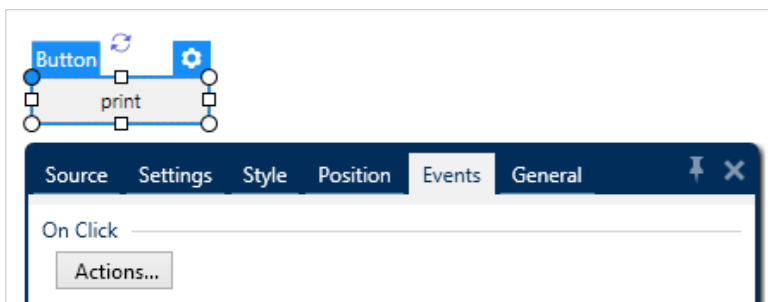 Button
print
Source Settings Style Position Events General
On Click
Actions...